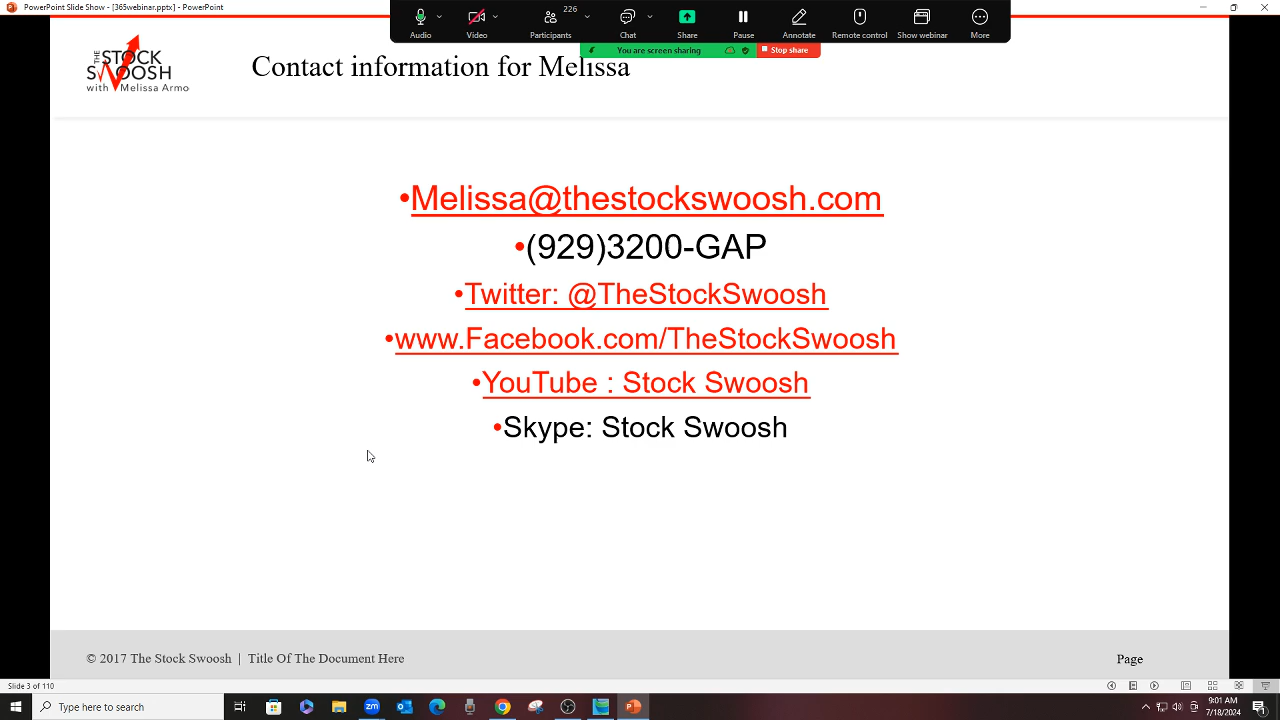 PowerPoint Slide Show - [365webinar.pptx] - PowerPoint
226
Audio Video Participants Chat Share Pause Annotate Remote control Show webinar More
You are screen sharing Stop share
THE
STOCK
SWOOSH
with Melissa Armo
Contact information for Melissa
•Melissa@thestockswoosh.com
•(929)3200-GAP
•Twitter: @TheStockSwoosh
•www.Facebook.com/TheStockSwoosh
•YouTube : Stock Swoosh
•Skype: Stock Swoosh
© 2017 The Stock Swoosh | Title Of The Document Here
Page
Slide 3 of 110
Type here to search
9:01 AM
7/18/2024